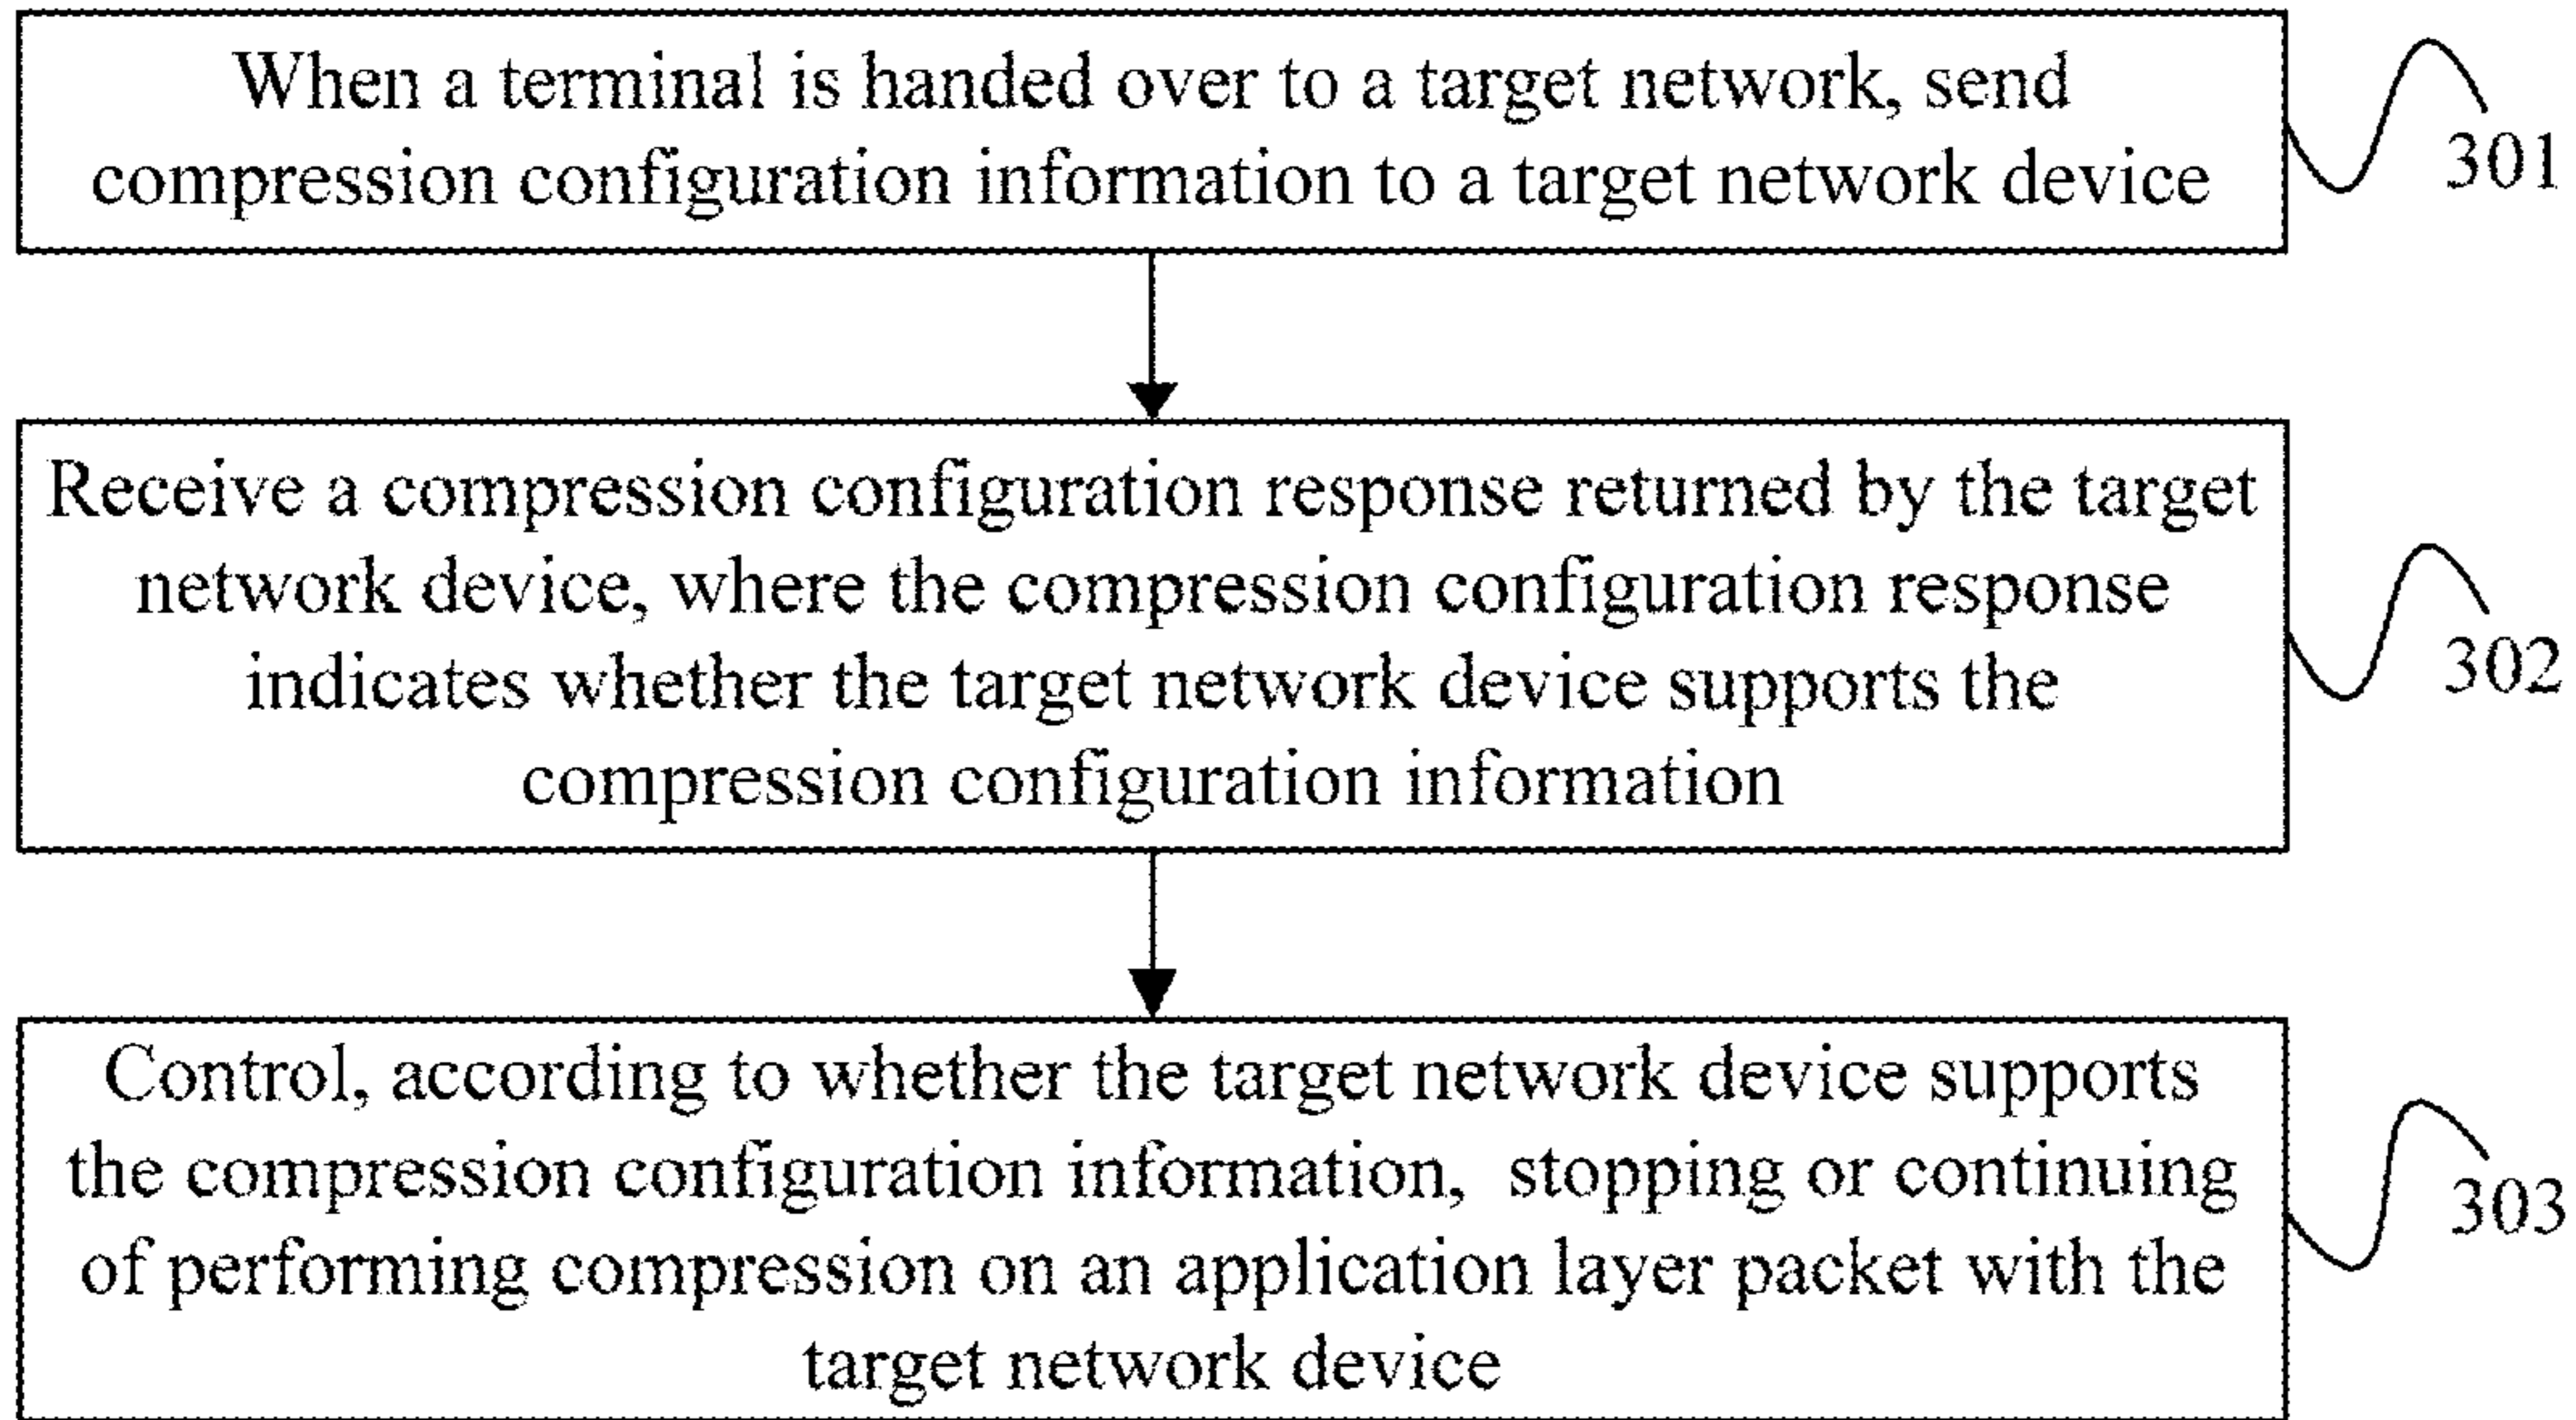 When a terminal is handed over to a target network, send
compression configuration information to a target network device
301
Receive a compression configuration response returned by the target
network device, where the compression configuration response
indicates whether the target network device supports the
compression configuration information
302
Control, according to whether the target network device supports
the compression configuration information, stopping or continuing
of performing compression on an application layer packet with the
target network device
303